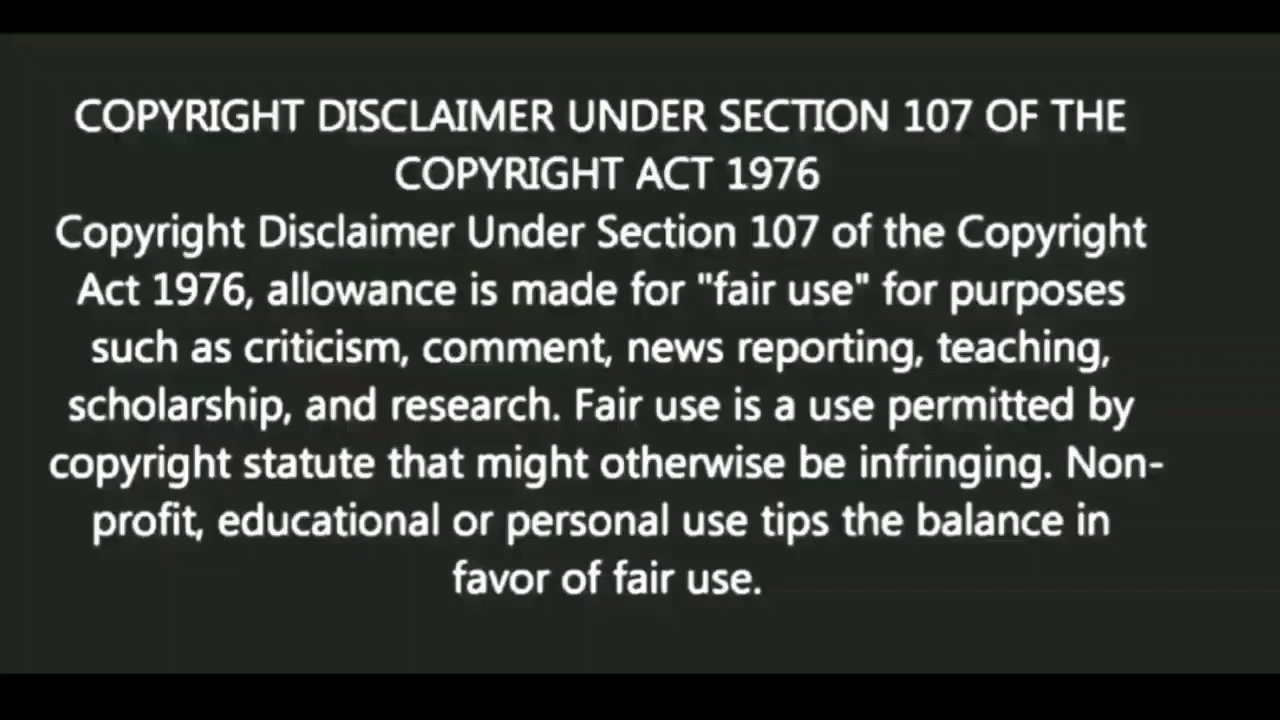 COPYRIGHT DISCLAIMER UNDER SECTION 107 OF THE
COPYRIGHT ACT 1976
Copyright Disclaimer Under Section 107 of the Copyright
Act 1976, allowance is made for "fair use" for purposes
such as criticism, comment, news reporting, teaching,
scholarship, and research. Fair use is a use permitted by
copyright statute that might otherwise be infringing. Non-
profit, educational or personal use tips the balance in
favor of fair use.